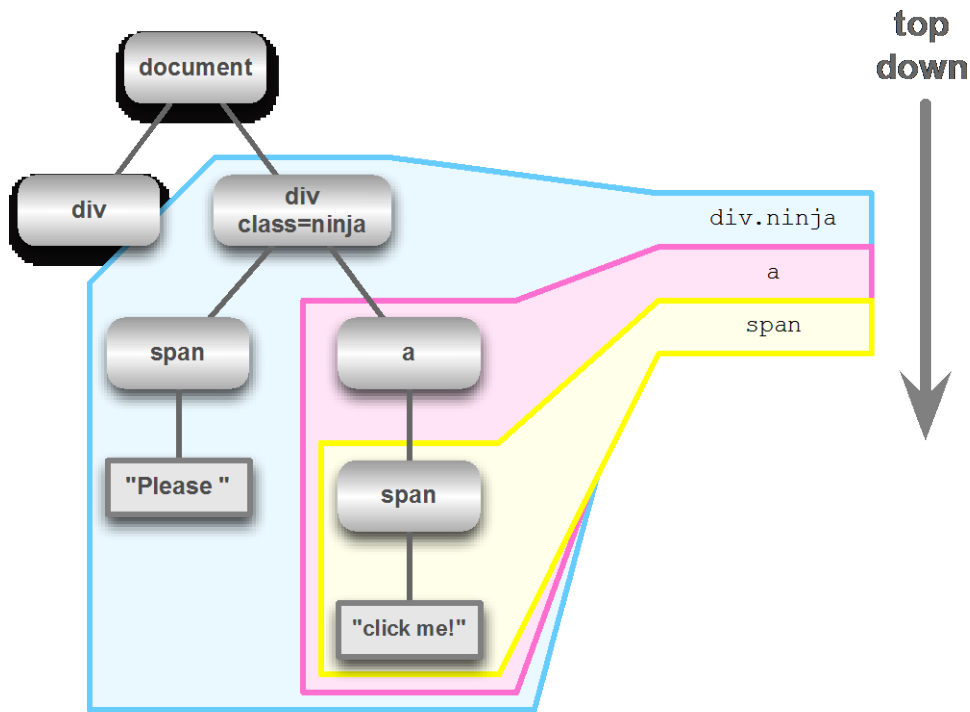 top
down
document
div
div
class=ninja
div.ninja
a
span
span
a
"Please "
span
"click me!"